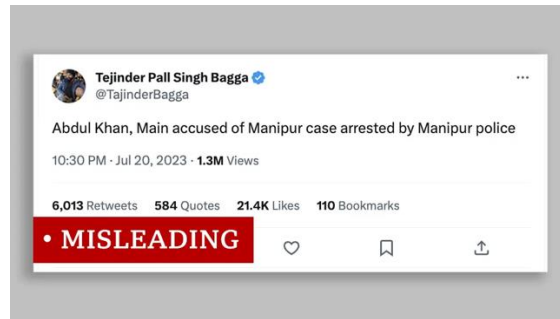 Tejinder Pall Singh Bagga
@TajinderBagga
...
Abdul Khan, Main accused of Manipur case arrested by Manipur police
10:30 PM · Jul 20, 2023 · 1.3M Views
6,013 Retweets 584 Quotes 21.4K Likes 110 Bookmarks
• MISLEADING